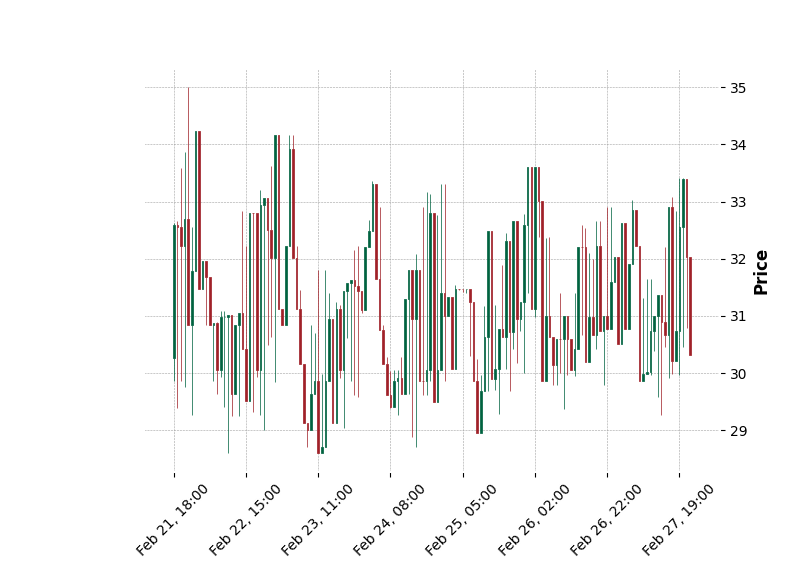 35
34
33
32
31
30
29
Price
Feb 21, 18:00
Feb 22, 15:00
Feb 23, 11:00
Feb 24, 08:00
Feb 25, 05:00
Feb 26, 02:00
Feb 26, 22:00
Feb 27, 19:00